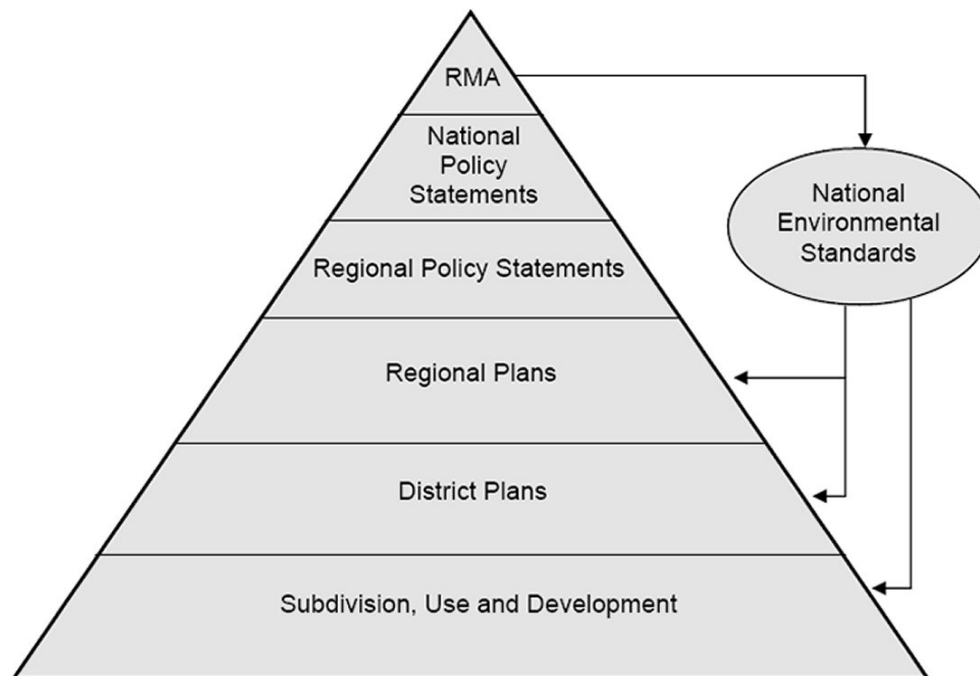 RMA
National
Policy
Statements
National
Environmental
Standards
Regional Policy Statements
Regional Plans
District Plans
Subdivision, Use and Development